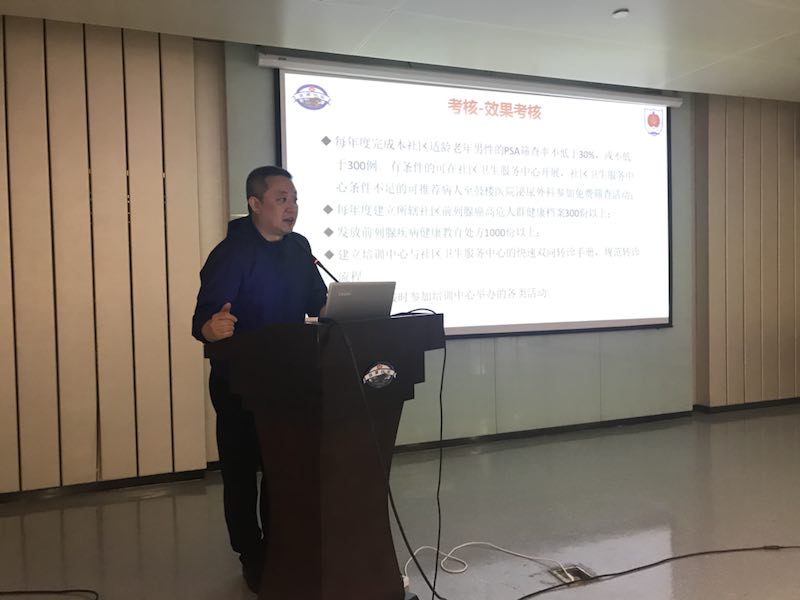 考核-效果考核
◆ 每年度完成本社区适龄老年男性的PSA筛查率不低于30%，或不低
于300例，有条件的可在社区卫生服务中心开展，社区卫生服务中
心条件不足的可推荐病人至鼓楼医院泌尿外科参加免费筛查活动；
◆ 每年度建立所辖社区前列腺癌高危人群健康档案300份以上；
◆ 发放前列腺疾病健康教育处方1000份以上；
◆ 建立培训中心与社区卫生服务中心的快速双向转诊手册，规范转诊
流程
时参加培训中心举办的各类活动